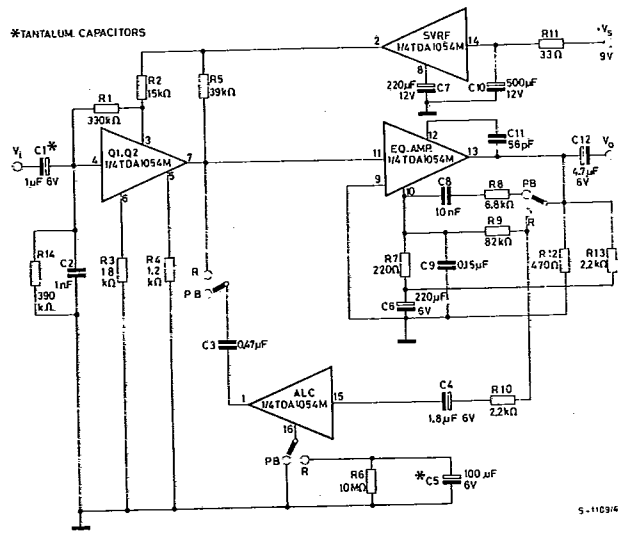 *TANTALUM CAPACITORS
SVRF
1/4TDA1054M
2
14
8
R11
33Ω
+Vs
9V
220µF
12V
C7
C10
500µF
12V
R2
15kΩ
R5
39kΩ
R1
330kΩ
Vi
C1*
1µF 6V
4
3
Q1,Q2
1/4TDA1054M
7
6
5
11
9
12
EQ.AMP.
1/4TDA1054M
13
10
C11
56pF
C12
4.7µF
6V
Vo
C8
10nF
R8
6.8kΩ
PB
R
R9
82kΩ
R14
390
kΩ
C2
1nF
R3
1.8
kΩ
R4
1.2
kΩ
R
PB
R7
220Ω
C9
0.15µF
R12
470Ω
R13
2.2kΩ
C6
220µF
6V
C3
0.47µF
1
ALC
1/4TDA1054M
15
16
C4
1.8µF 6V
R10
2.2kΩ
PB
R
R6
10MΩ
*C5
100µF
6V